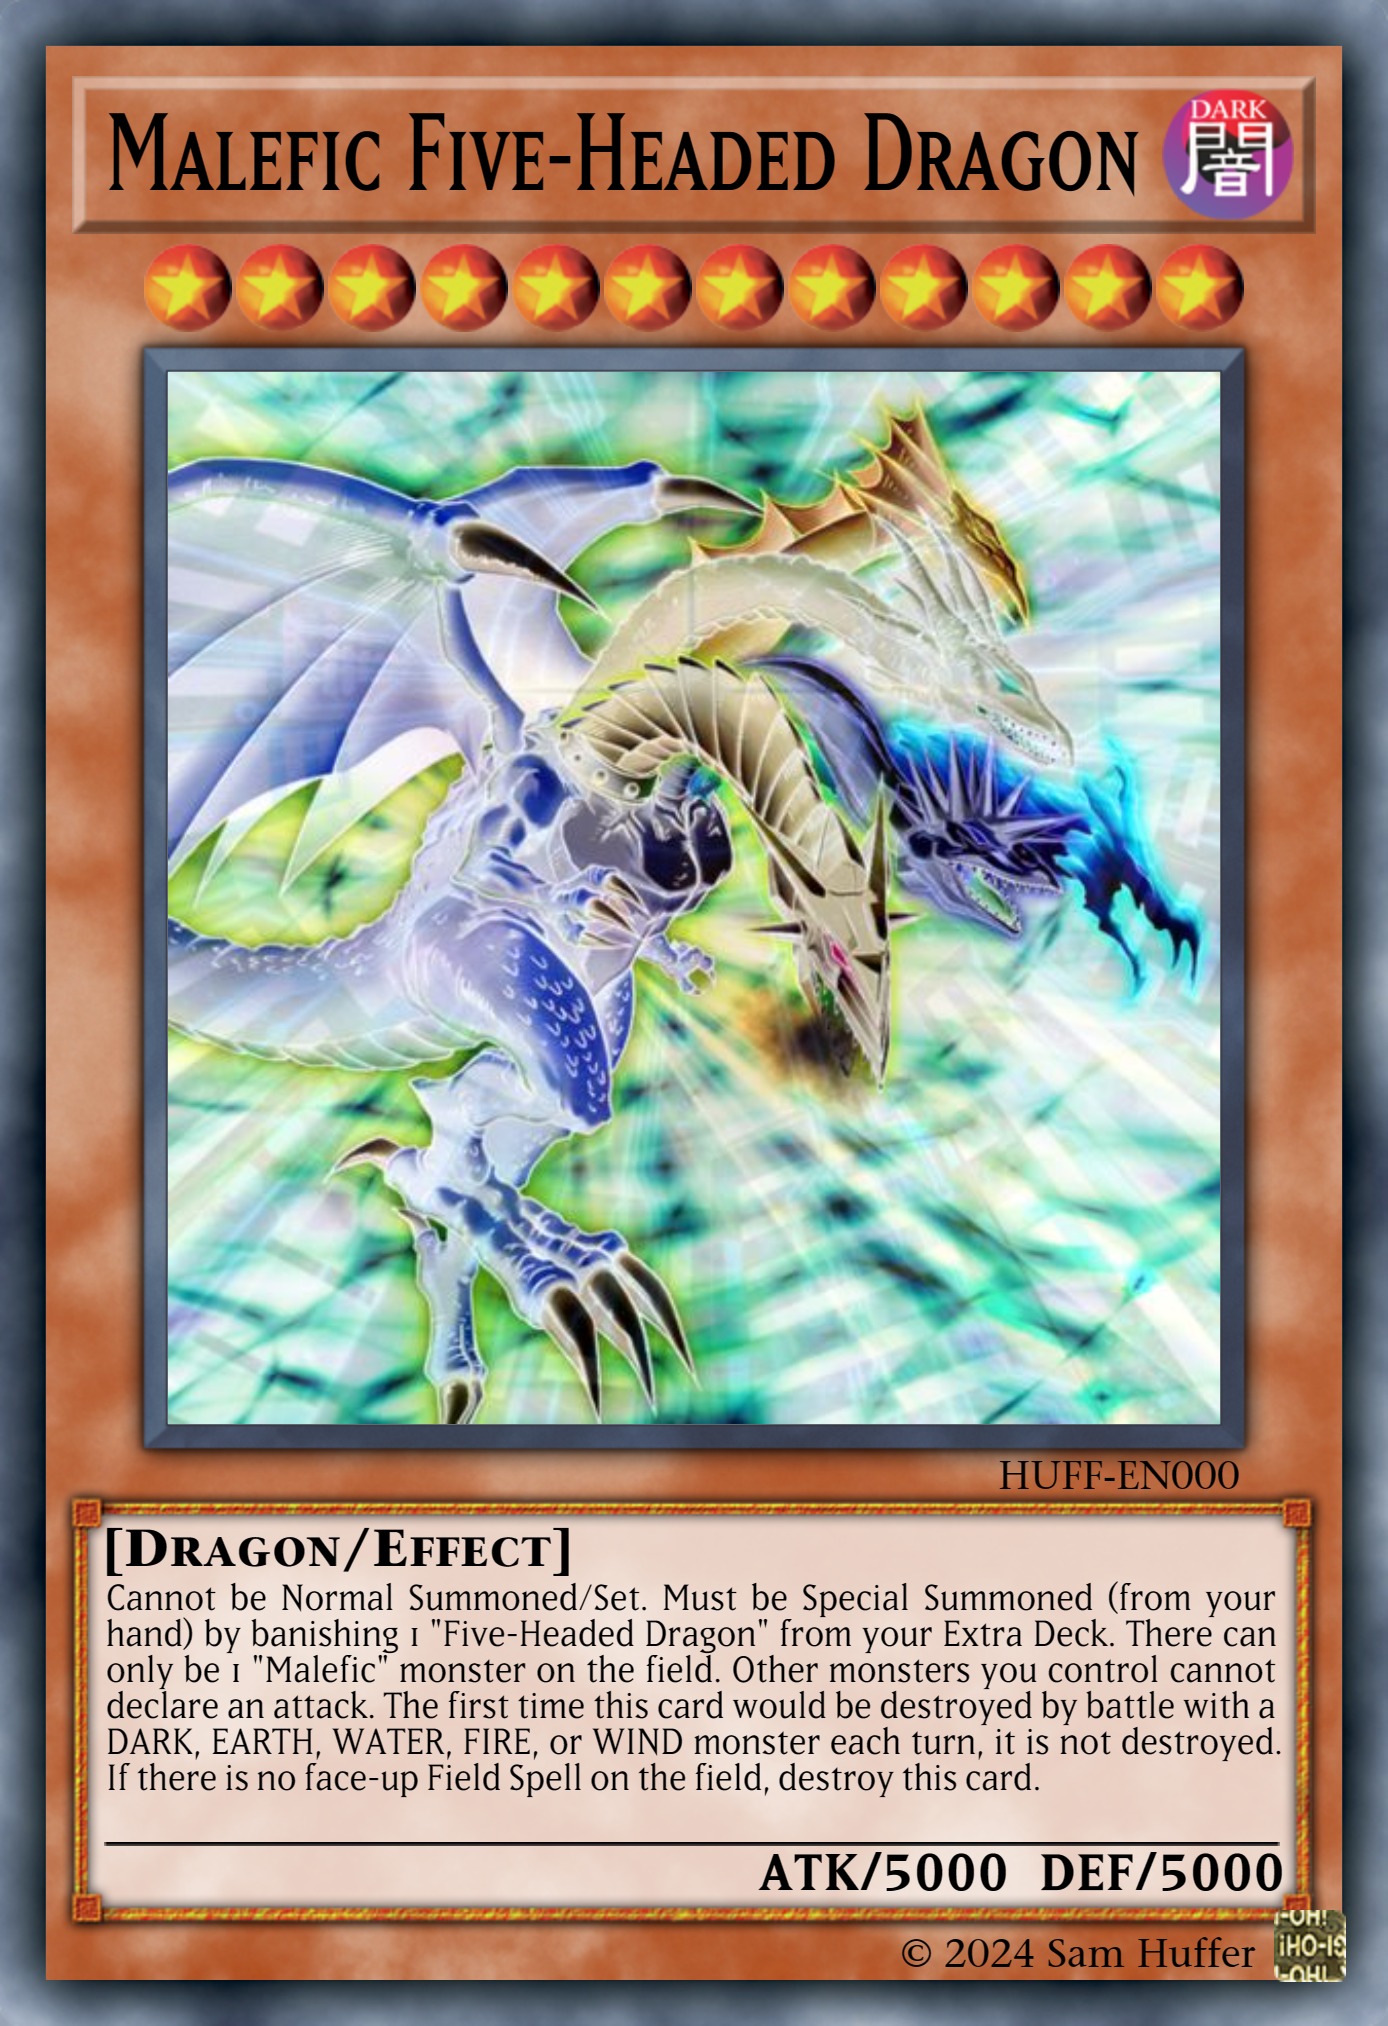 Malefic Five-Headed Dragon
DARK
闇
HUFF-EN000
[Dragon/Effect]
Cannot be Normal Summoned/Set. Must be Special Summoned (from your
hand) by banishing 1 "Five-Headed Dragon" from your Extra Deck. There can
only be 1 "Malefic" monster on the field. Other monsters you control cannot
declare an attack. The first time this card would be destroyed by battle with a
DARK, EARTH, WATER, FIRE, or WIND monster each turn, it is not destroyed.
If there is no face-up Field Spell on the field, destroy this card.
ATK/5000 DEF/5000
© 2024 Sam Huffer